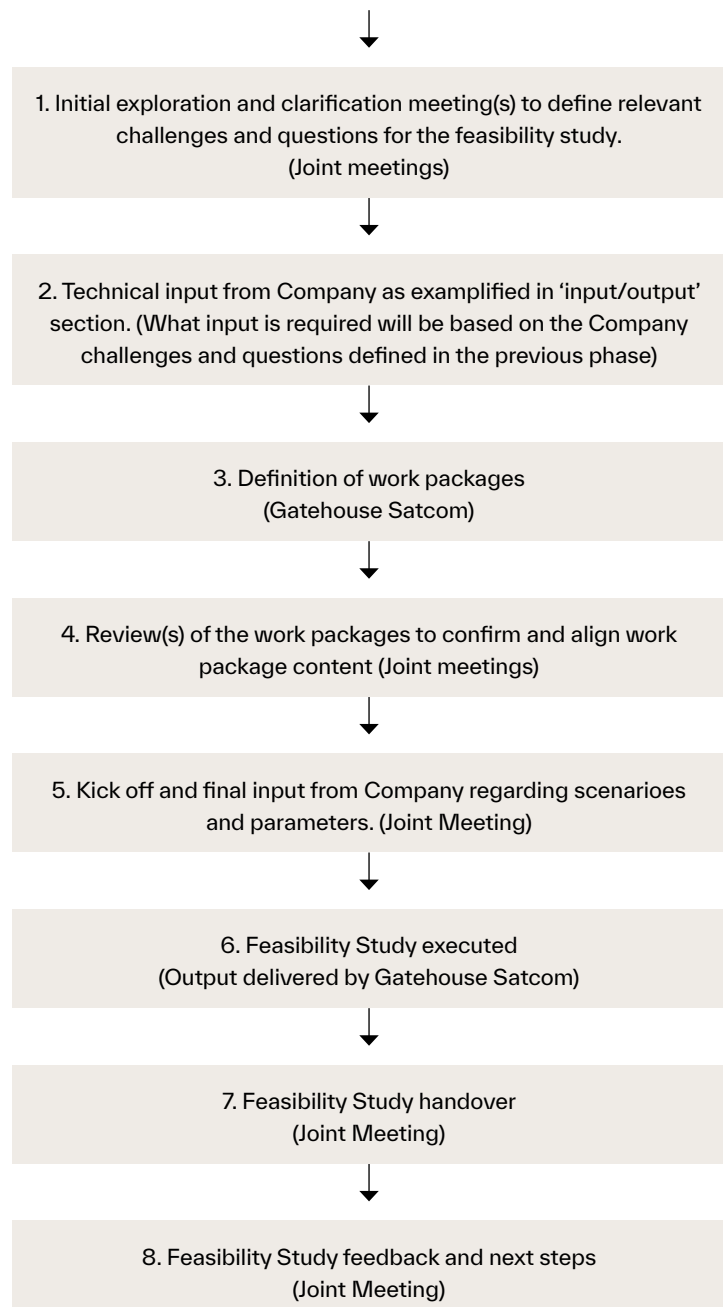 1. Initial exploration and clarification meeting(s) to define relevant
challenges and questions for the feasibility study.
(Joint meetings)
2. Technical input from Company as examplified in ‘input/output’
section. (What input is required will be based on the Company
challenges and questions defined in the previous phase)
3. Definition of work packages
(Gatehouse Satcom)
4. Review(s) of the work packages to confirm and align work
package content (Joint meetings)
5. Kick off and final input from Company regarding scenarioes
and parameters. (Joint Meeting)
6. Feasibility Study executed
(Output delivered by Gatehouse Satcom)
7. Feasibility Study handover
(Joint Meeting)
8. Feasibility Study feedback and next steps
(Joint Meeting)